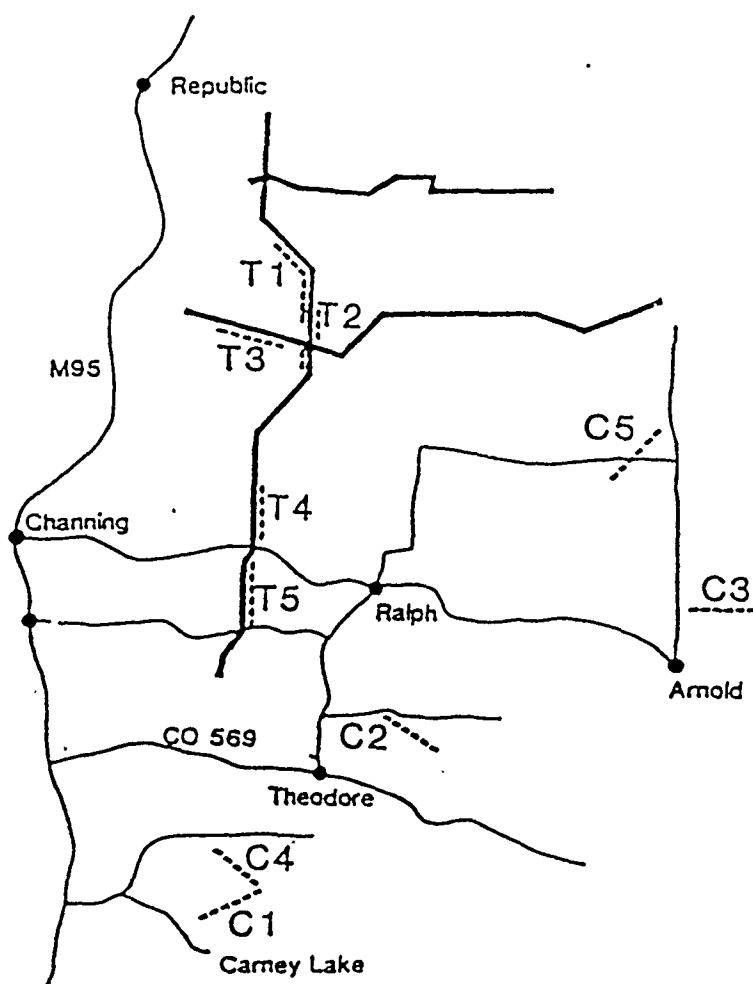 Republic
T1
T2
T3
M95
C5
T4
Channing
T5
C3
Ralph
Arnold
C2
CO 569
Theodore
C4
C1
Carney Lake